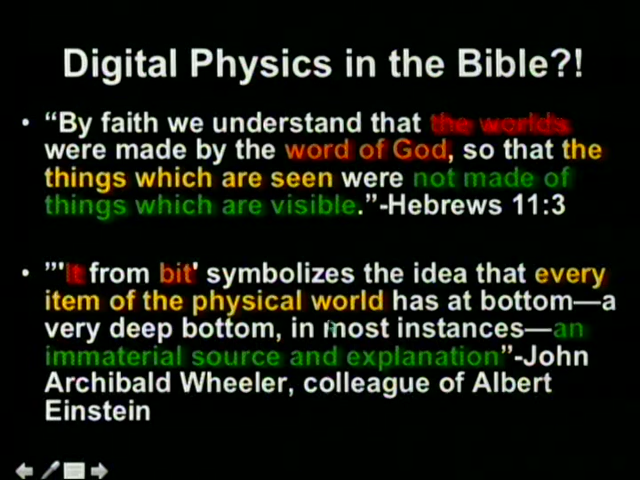 Digital Physics in the Bible?!
• “By faith we understand that the worlds
were made by the word of God, so that the
things which are seen were not made of
things which are visible.”-Hebrews 11:3
• ”'It from bit' symbolizes the idea that every
item of the physical world has at bottom—a
very deep bottom, in most instances—an
immaterial source and explanation”-John
Archibald Wheeler, colleague of Albert
Einstein